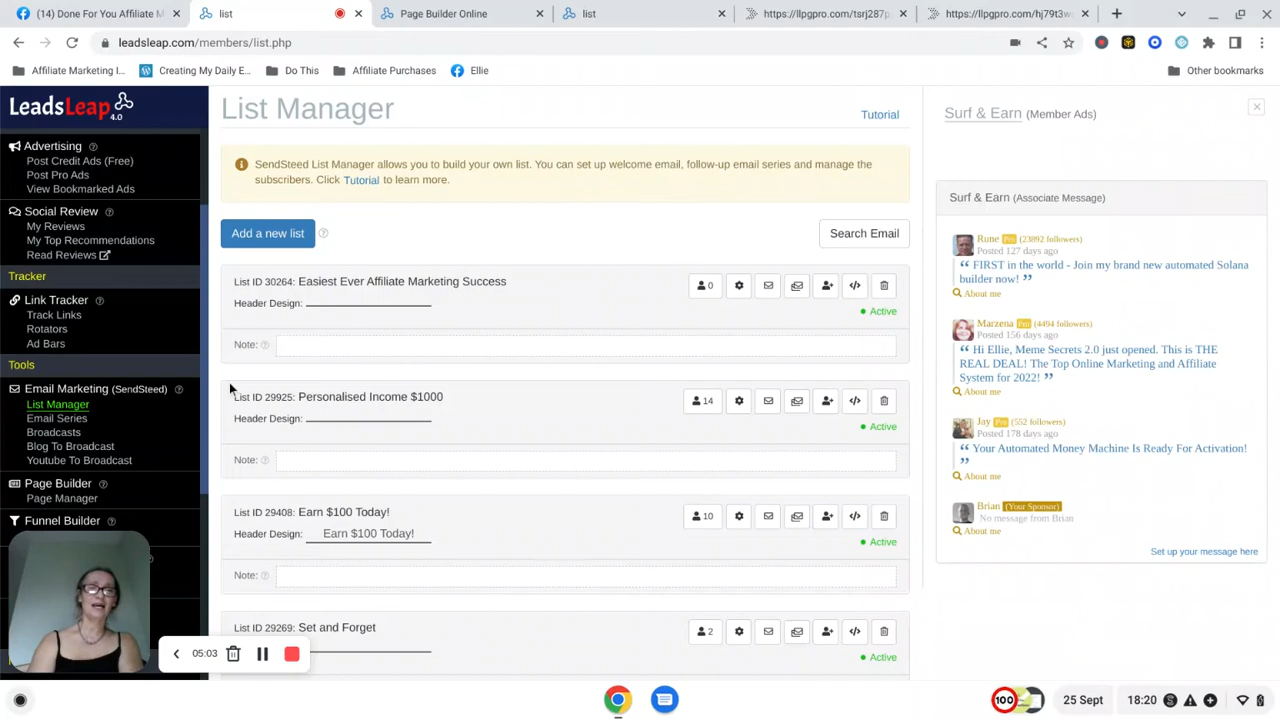 (14) Done For You Affiliate M
list
Page Builder Online
list
https://llpgpro.com/tsrj287p
https://llpgpro.com/hj79t3w
leadsleap.com/members/list.php
Affiliate Marketing I...
Creating My Daily E...
Do This
Affiliate Purchases
Ellie
Other bookmarks
LeadsLeap 4.0
Advertising
Post Credit Ads (Free)
Post Pro Ads
View Bookmarked Ads
Social Review
My Reviews
My Top Recommendations
Read Reviews
Tracker
Link Tracker
Track Links
Rotators
Ad Bars
Tools
Email Marketing (SendSteed)
List Manager
Email Series
Broadcasts
Blog To Broadcast
Youtube To Broadcast
Page Builder
Page Manager
Funnel Builder
List Manager
Tutorial
SendSteed List Manager allows you to build your own list. You can set up welcome email, follow-up email series and manage the
subscribers. Click Tutorial to learn more.
Add a new list
Search Email
List ID 30264: Easiest Ever Affiliate Marketing Success
Header Design:
0
Active
Note:
List ID 29925: Personalised Income $1000
Header Design:
14
Active
Note:
List ID 29408: Earn $100 Today!
Header Design: Earn $100 Today!
10
Active
Note:
List ID 29269: Set and Forget
2
Active
Surf & Earn (Member Ads)
Surf & Earn (Associate Message)
Rune Pro (23892 followers)
Posted 127 days ago
“ FIRST in the world - Join my brand new automated Solana
builder now! ”
About me
Marzena Pro (4494 followers)
Posted 156 days ago
“ Hi Ellie, Meme Secrets 2.0 just opened. This is THE
REAL DEAL! The Top Online Marketing and Affiliate
System for 2022! ”
About me
Jay Pro (552 followers)
Posted 178 days ago
“ Your Automated Money Machine Is Ready For Activation!
”
About me
Brian (Your Sponsor)
No message from Brian
About me
Set up your message here
05:03
100
25 Sept
18:20